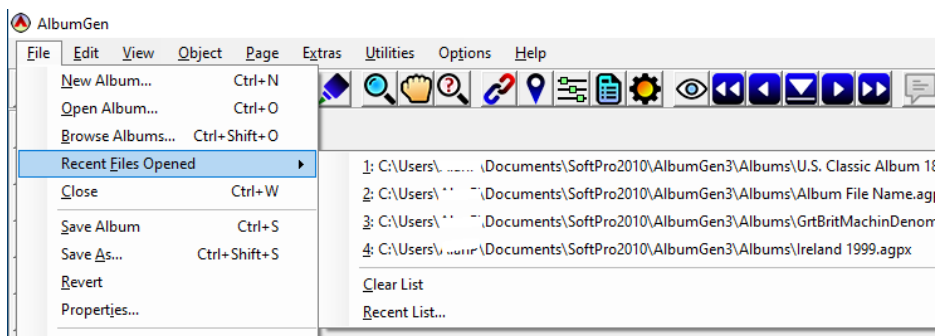 AlbumGen
File Edit View Object Page Extras Utilities Options Help
New Album... Ctrl+N
Open Album... Ctrl+O
Browse Albums... Ctrl+Shift+O
Recent Files Opened
1: C:\Users\ \Documents\SoftPro2010\AlbumGen3\Albums\U.S. Classic Album 18
Close Ctrl+W
2: C:\Users\ \Documents\SoftPro2010\AlbumGen3\Albums\Album File Name.agp
3: C:\Users\ \Documents\SoftPro2010\AlbumGen3\Albums\GrtBritMachinDenom
Save Album Ctrl+S
4: C:\Users\ \Documents\SoftPro2010\AlbumGen3\Albums\Ireland 1999.agpx
Save As... Ctrl+Shift+S
Revert
Clear List
Properties...
Recent List...